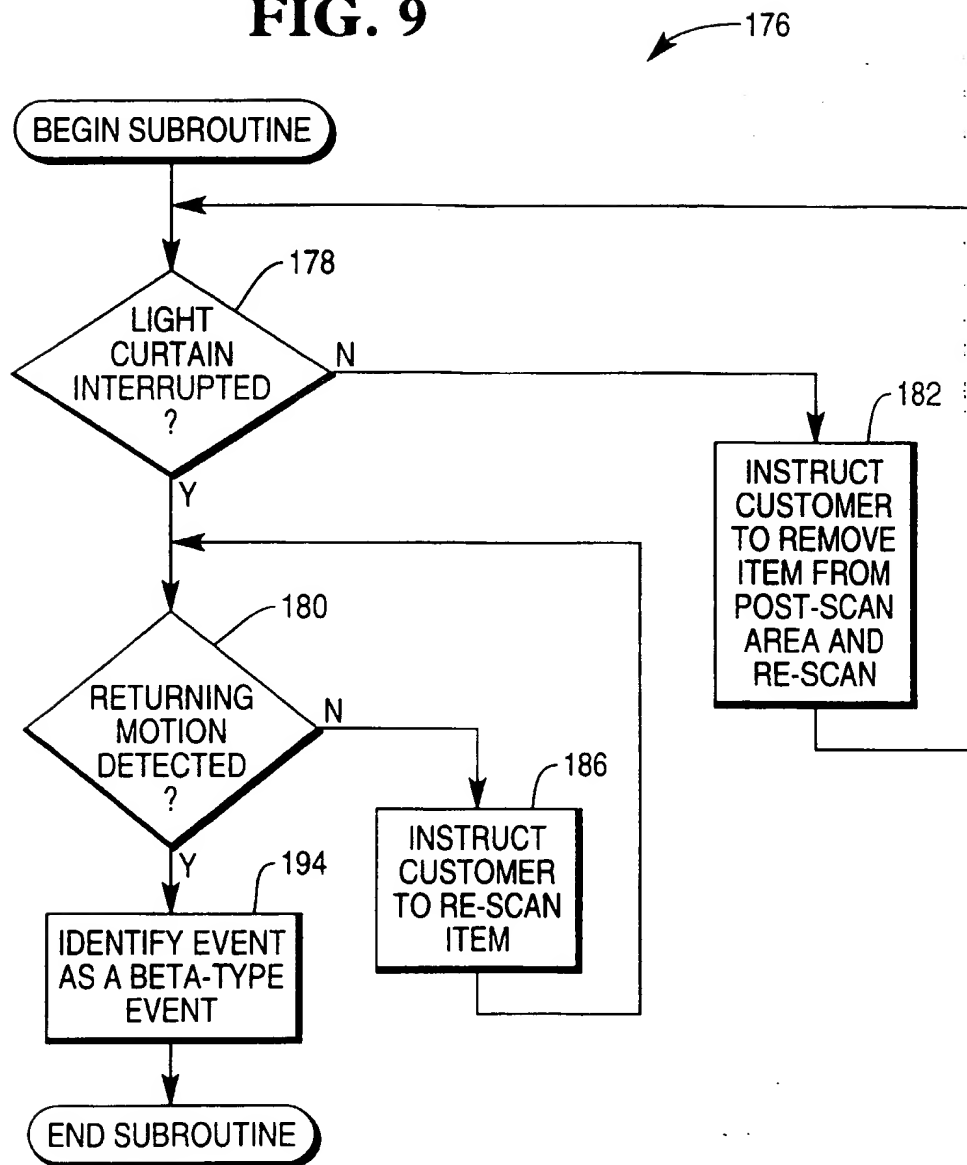 FIG. 9
176
BEGIN SUBROUTINE
178
LIGHT
CURTAIN
INTERRUPTED
?
N
Y
182
INSTRUCT
CUSTOMER
TO REMOVE
ITEM FROM
POST-SCAN
AREA AND
RE-SCAN
180
RETURNING
MOTION
DETECTED
?
N
Y
186
INSTRUCT
CUSTOMER
TO RE-SCAN
ITEM
194
IDENTIFY EVENT
AS A BETA-TYPE
EVENT
END SUBROUTINE